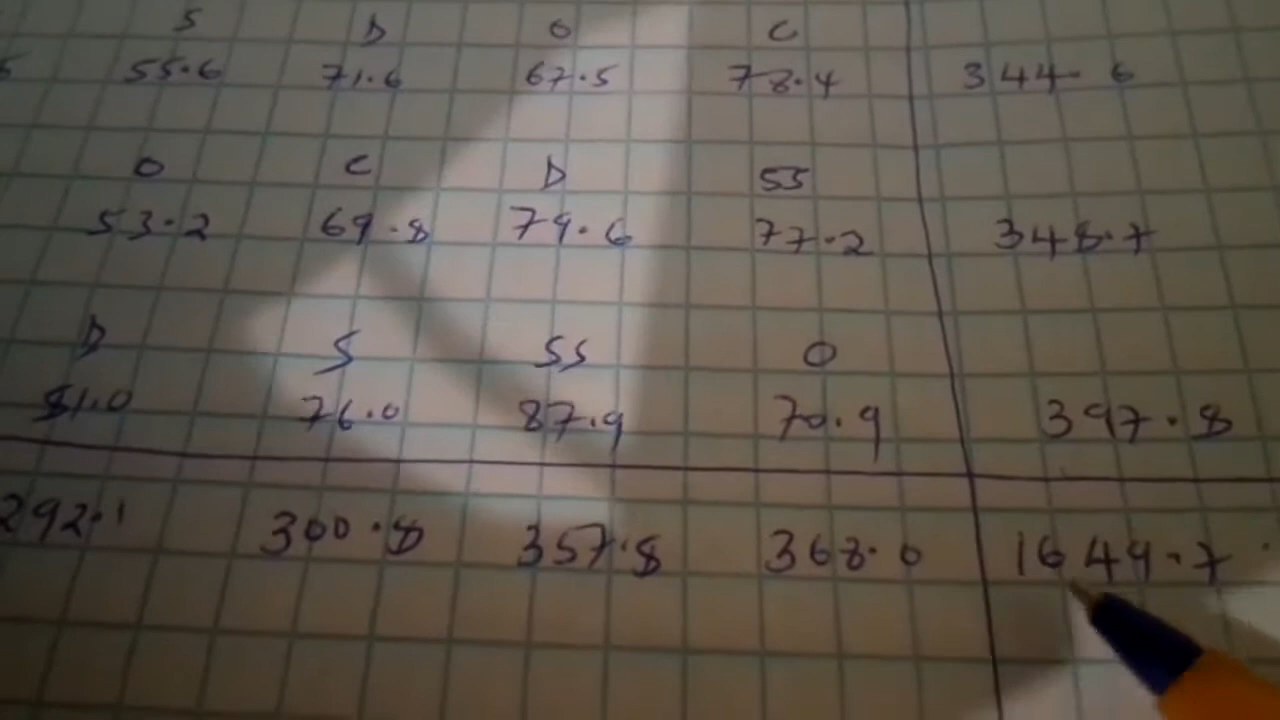 S D O C
55.6 71.6 67.5 78.4 344.6
O C D SS
53.2 69.8 79.6 77.2 348.7
D S SS O
81.0 76.0 87.9 70.9 397.8
292.1 300.8 357.8 368.0 1649.7